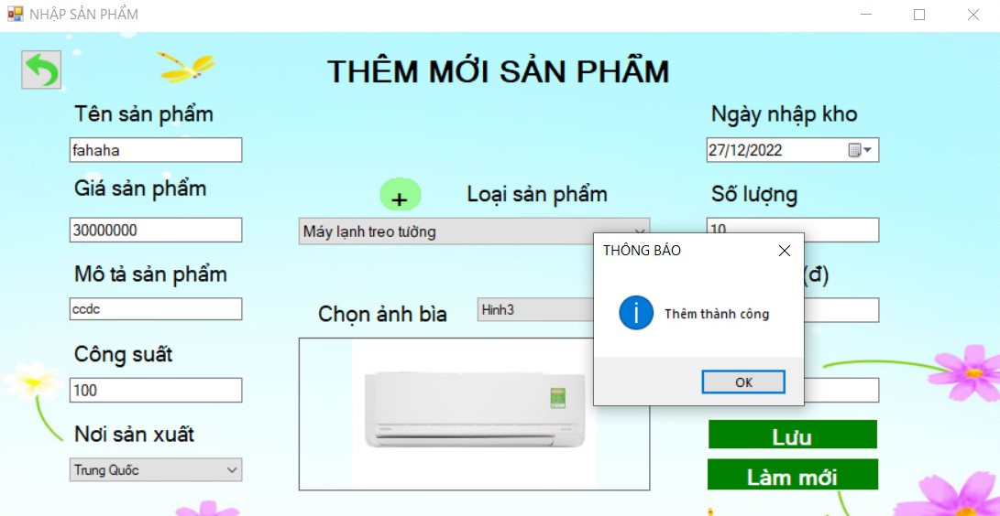 NHẬP SẢN PHẨM
THÊM MỚI SẢN PHẨM
Tên sản phẩm
fahaha
Ngày nhập kho
27/12/2022
Giá sản phẩm
30000000
+
Loại sản phẩm
Máy lạnh treo tường
Số lượng
10
Mô tả sản phẩm
ccdc
Chọn ảnh bìa
Hinh3
(đ)
THÔNG BÁO
Thêm thành công
OK
Công suất
100
Nơi sản xuất
Trung Quốc
Lưu
Làm mới